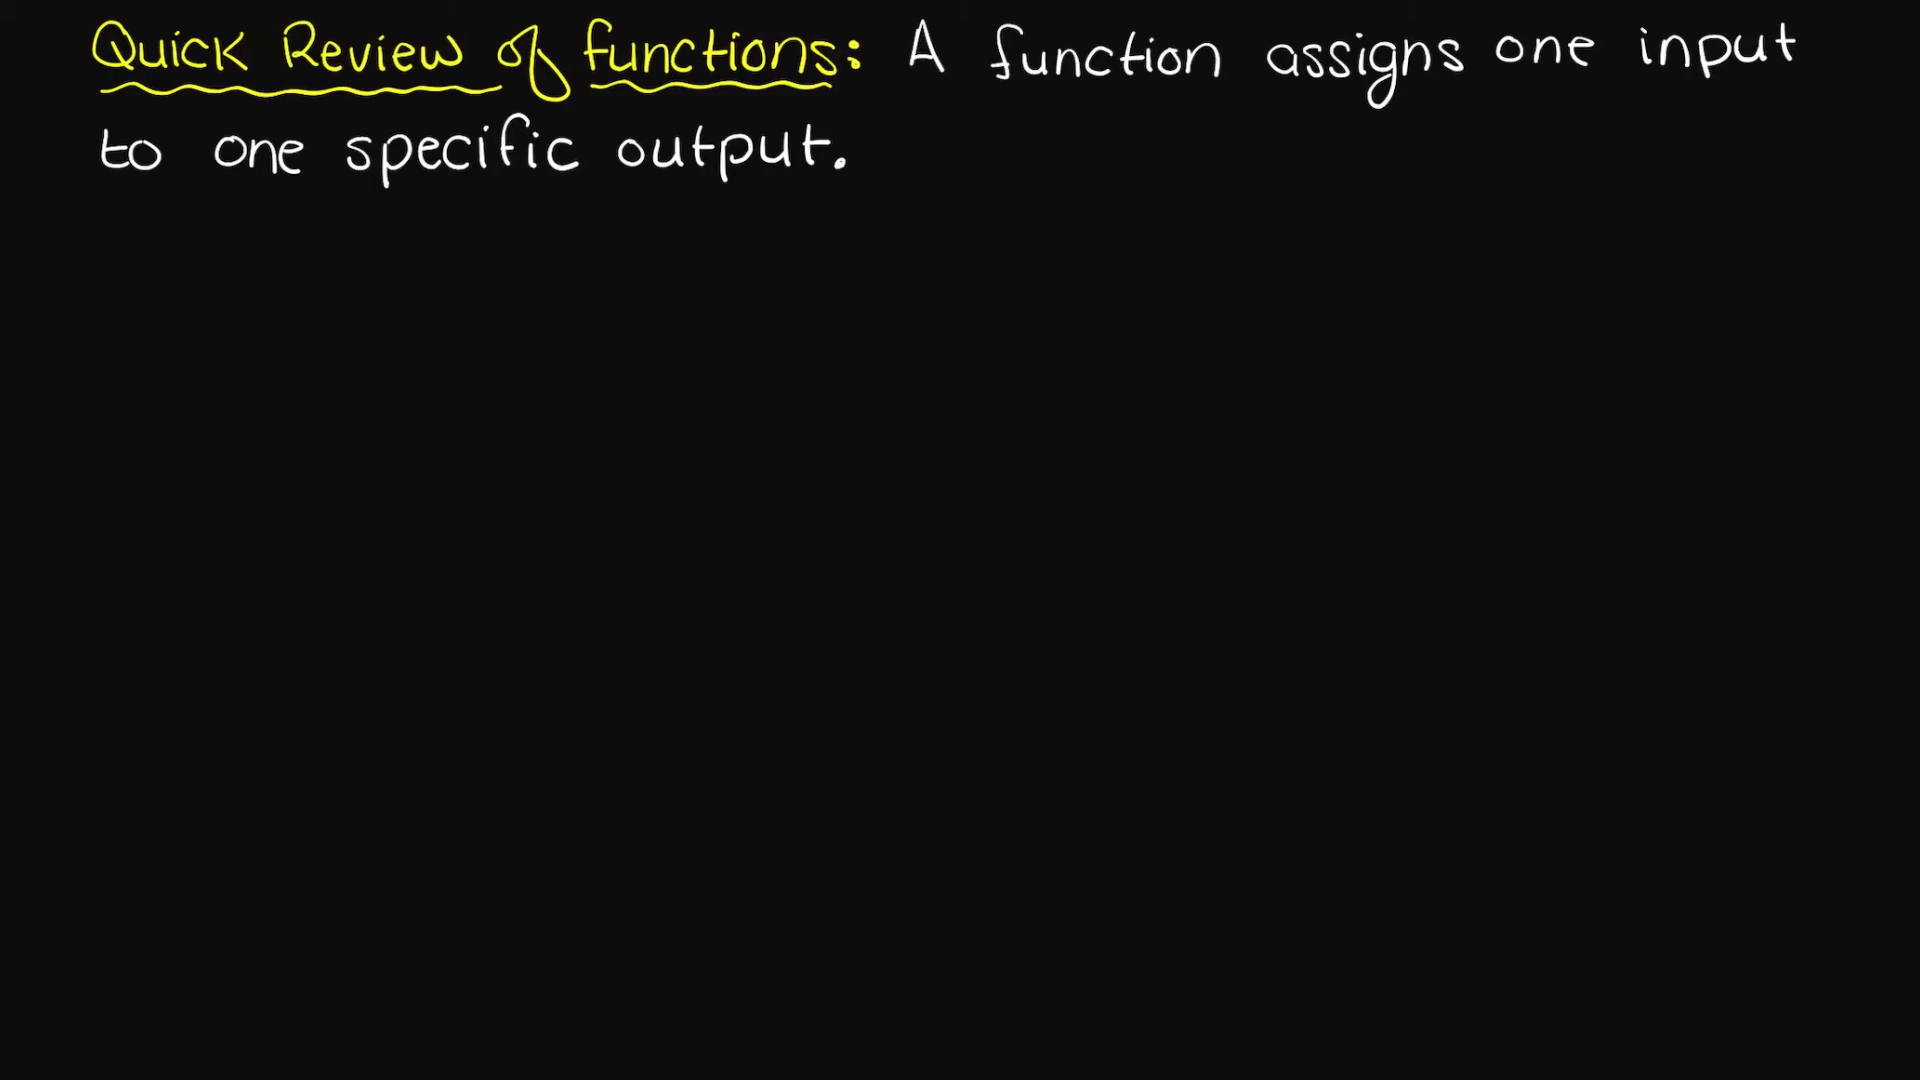 Quick Review of functions: A function assigns one input
to one specific output.